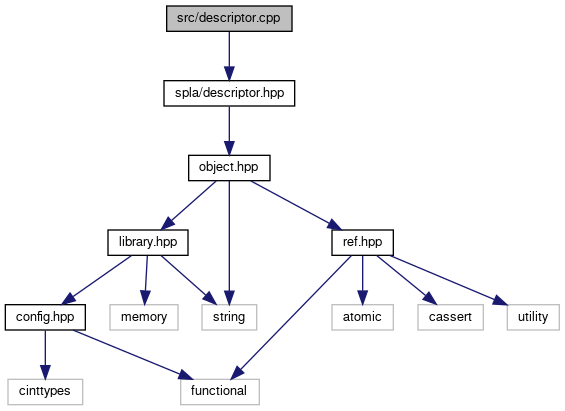 src/descriptor.cpp
spla/descriptor.hpp
object.hpp
library.hpp
ref.hpp
config.hpp
memory
string
atomic
cassert
utility
cinttypes
functional